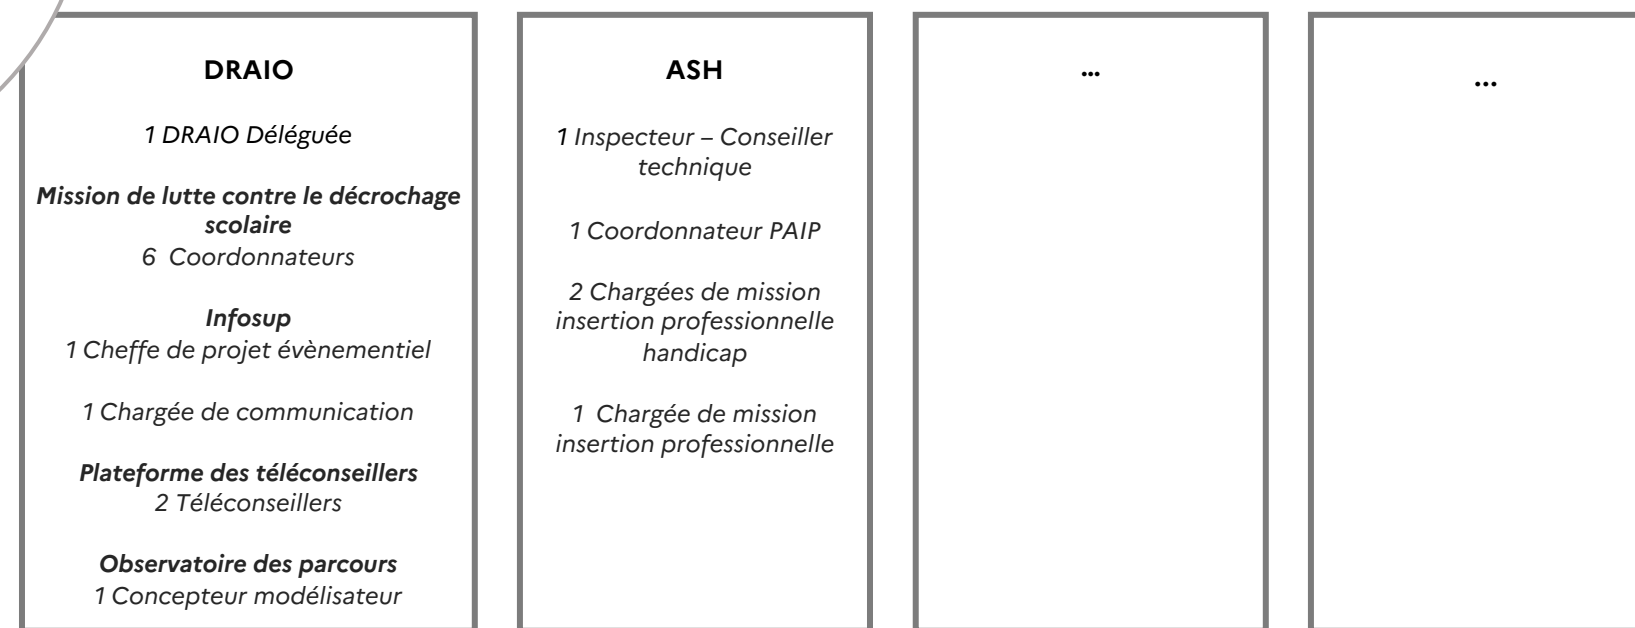 DRAIO
1 DRAIO Déléguée
Mission de lutte contre le décrochage
scolaire
6 Coordonnateurs
Infosup
1 Cheffe de projet évènementiel
1 Chargée de communication
Plateforme des téléconseillers
2 Téléconseillers
Observatoire des parcours
1 Concepteur modélisateur
ASH
1 Inspecteur – Conseiller
technique
1 Coordonnateur PAIP
2 Chargées de mission
insertion professionnelle
handicap
1 Chargée de mission
insertion professionnelle
...
...